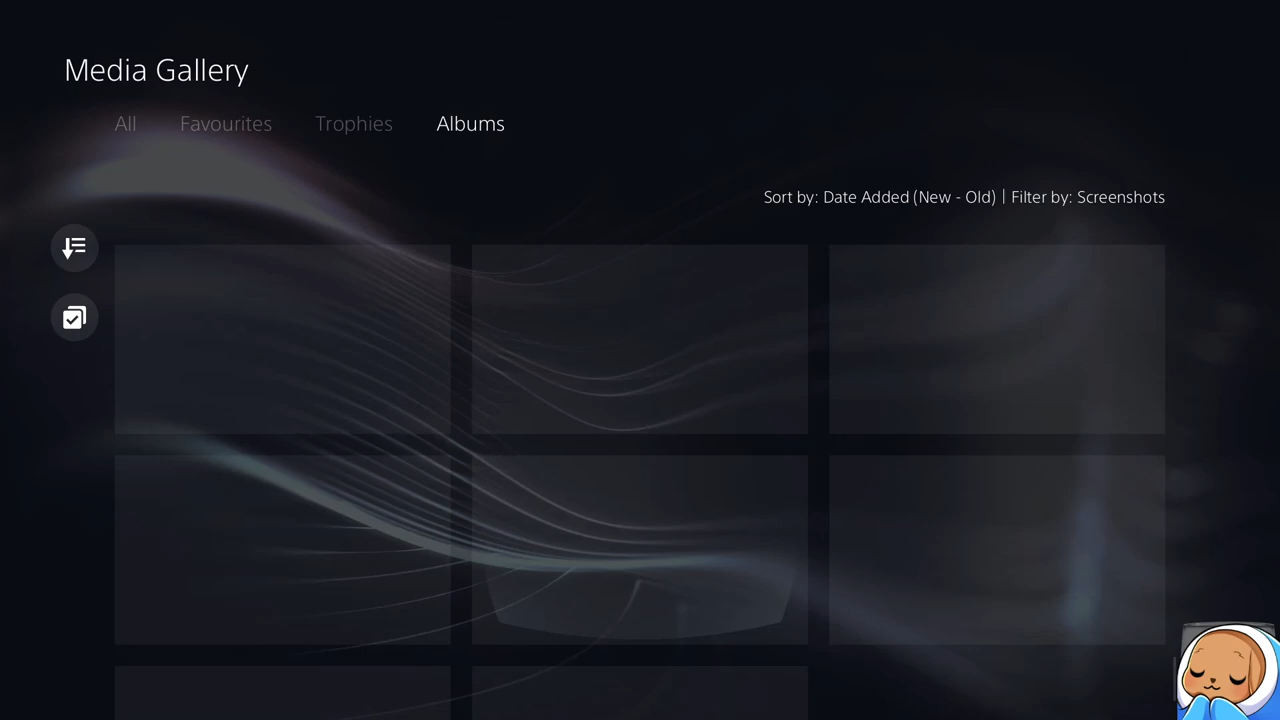 Media Gallery
All Favourites Trophies Albums
Sort by: Date Added (New - Old) | Filter by: Screenshots